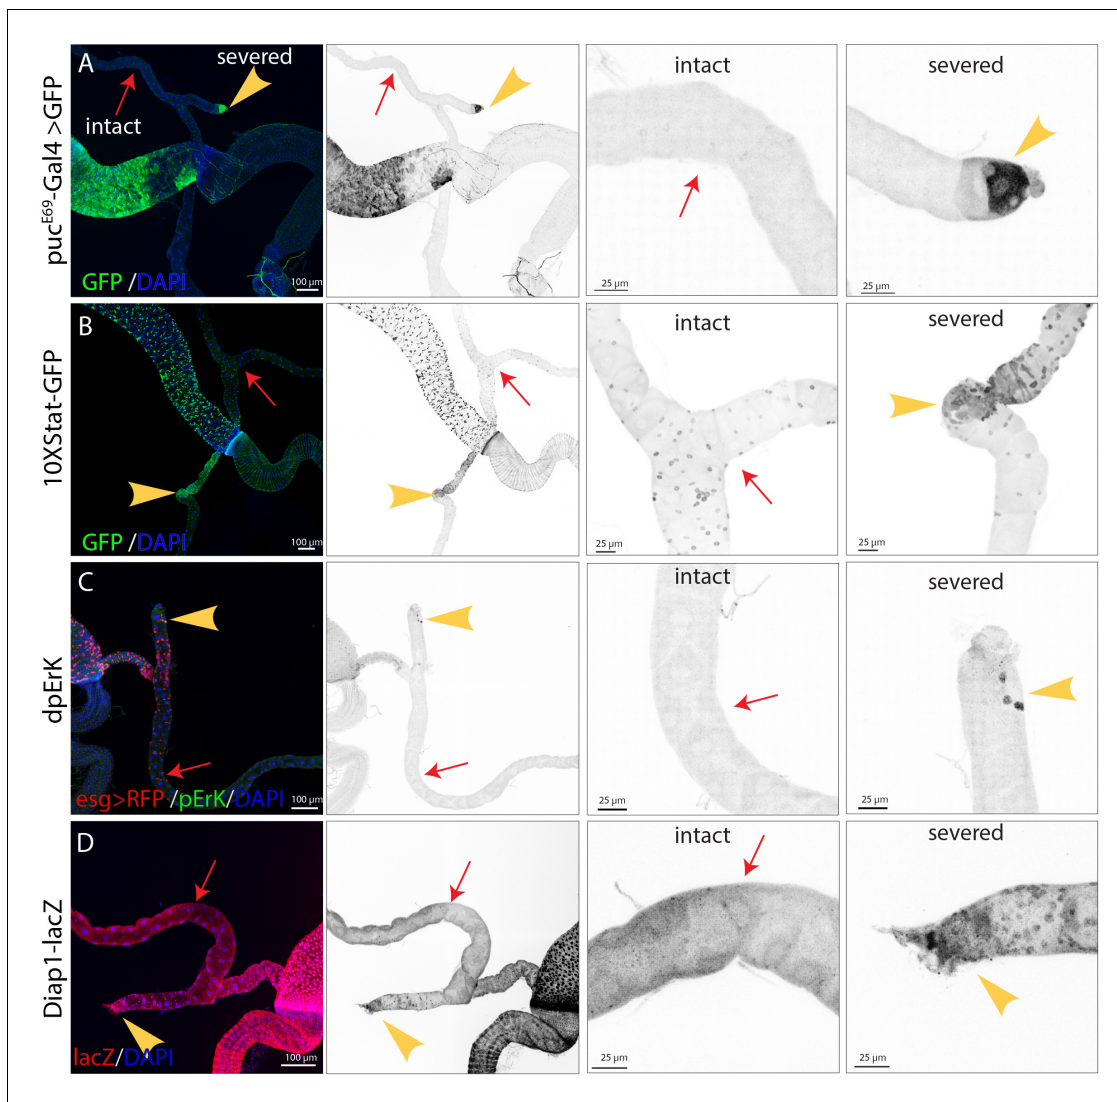 puc^E69-Gal4 >GFP
A
severed
intact
GFP /DAPI
100 µm
intact
25 µm
severed
25 µm
10XStat-GFP
B
GFP /DAPI
100 µm
intact
25 µm
severed
25 µm
dpErK
C
esg>RFP /pErK/DAPI
100 µm
intact
25 µm
severed
25 µm
Diap1-lacZ
D
lacZ/DAPI
100 µm
intact
25 µm
severed
25 µm